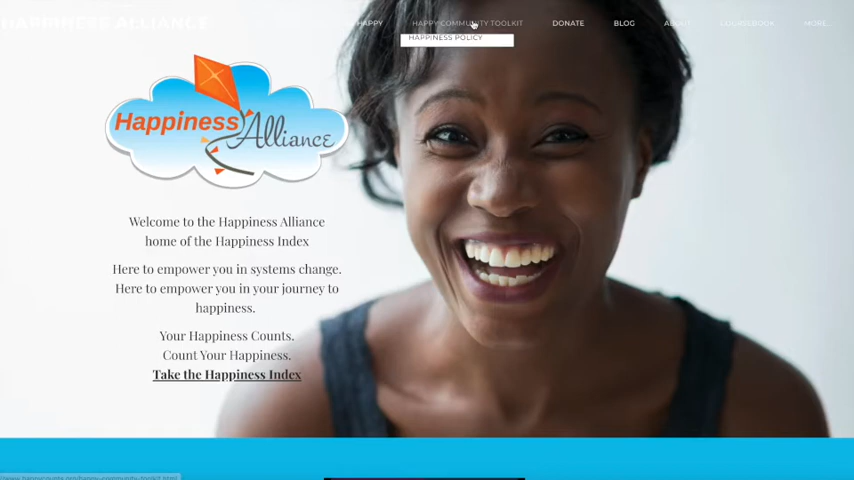 HAPPINESS ALLIANCE
HAPPY
HAPPY COMMUNITY TOOLKIT
DONATE
BLOG
ABOUT
COURSEBOOK
MORE...
HAPPINESS POLICY
Happiness Alliance
Welcome to the Happiness Alliance
home of the Happiness Index
Here to empower you in systems change.
Here to empower you in your journey to
happiness.
Your Happiness Counts.
Count Your Happiness.
Take the Happiness Index